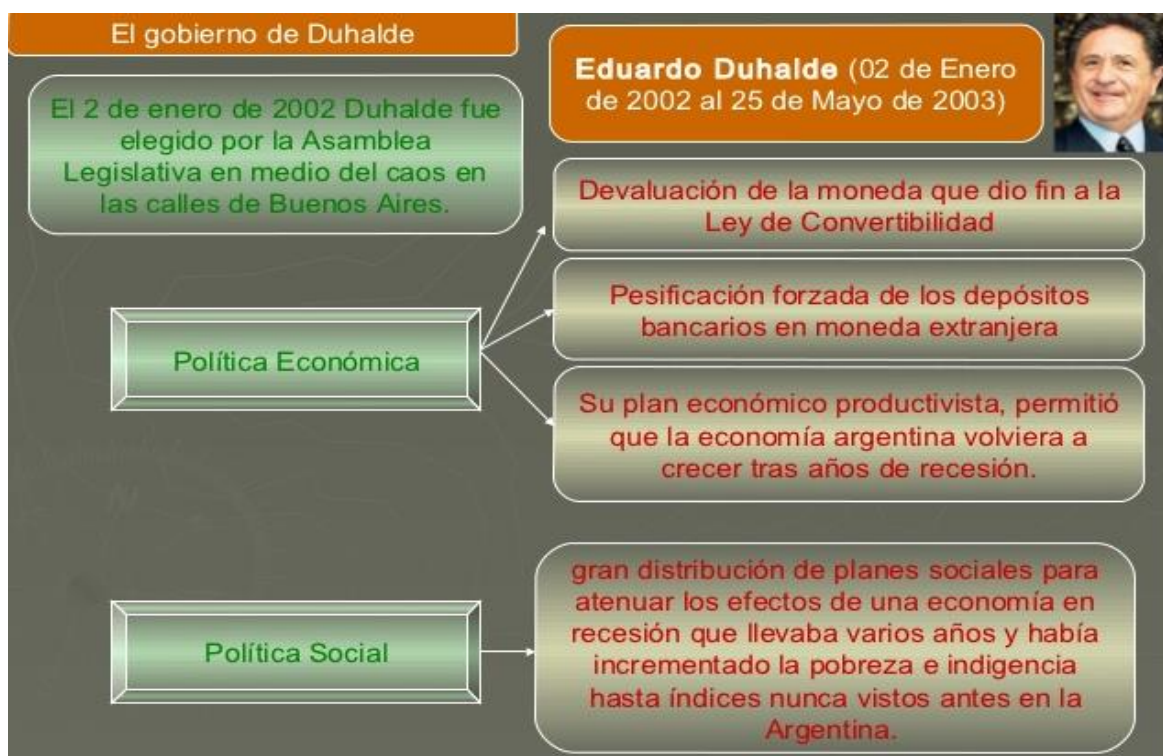 El gobierno de Duhalde
Eduardo Duhalde (02 de Enero
de 2002 al 25 de Mayo de 2003)
El 2 de enero de 2002 Duhalde fue
elegido por la Asamblea
Legislativa en medio del caos en
las calles de Buenos Aires.
Política Económica
Devaluación de la moneda que dio fin a la
Ley de Convertibilidad
Pesificación forzada de los depósitos
bancarios en moneda extranjera
Su plan económico productivista, permitió
que la economía argentina volviera a
crecer tras años de recesión.
Política Social
gran distribución de planes sociales para
atenuar los efectos de una economía en
recesión que llevaba varios años y había
incrementado la pobreza e indigencia
hasta índices nunca vistos antes en la
Argentina.